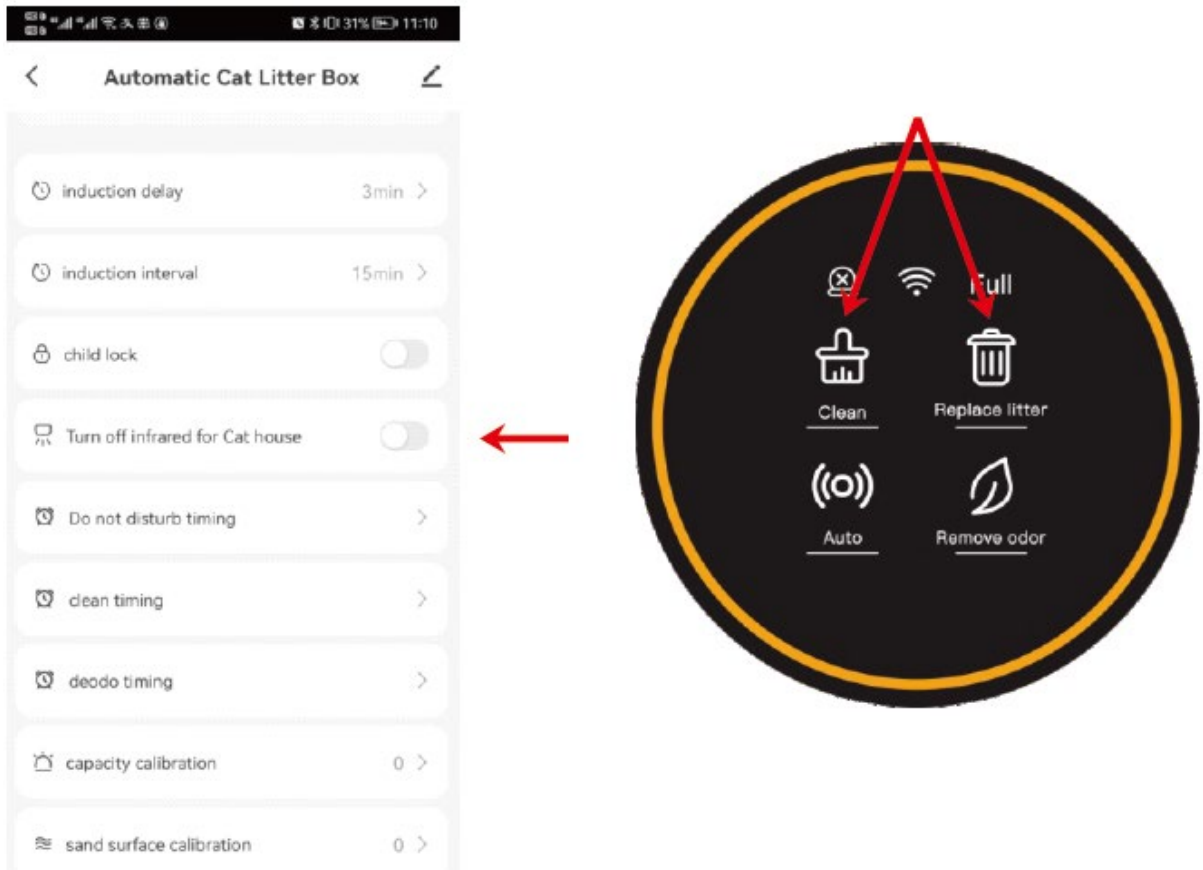 31% 11:10
Automatic Cat Litter Box
induction delay 3min
induction interval 15min
child lock
Turn off infrared for Cat house
Do not disturb timing
clean timing
deodo timing
capacity calibration 0
sand surface calibration 0
Full
Clean Replace litter
Auto Remove odor